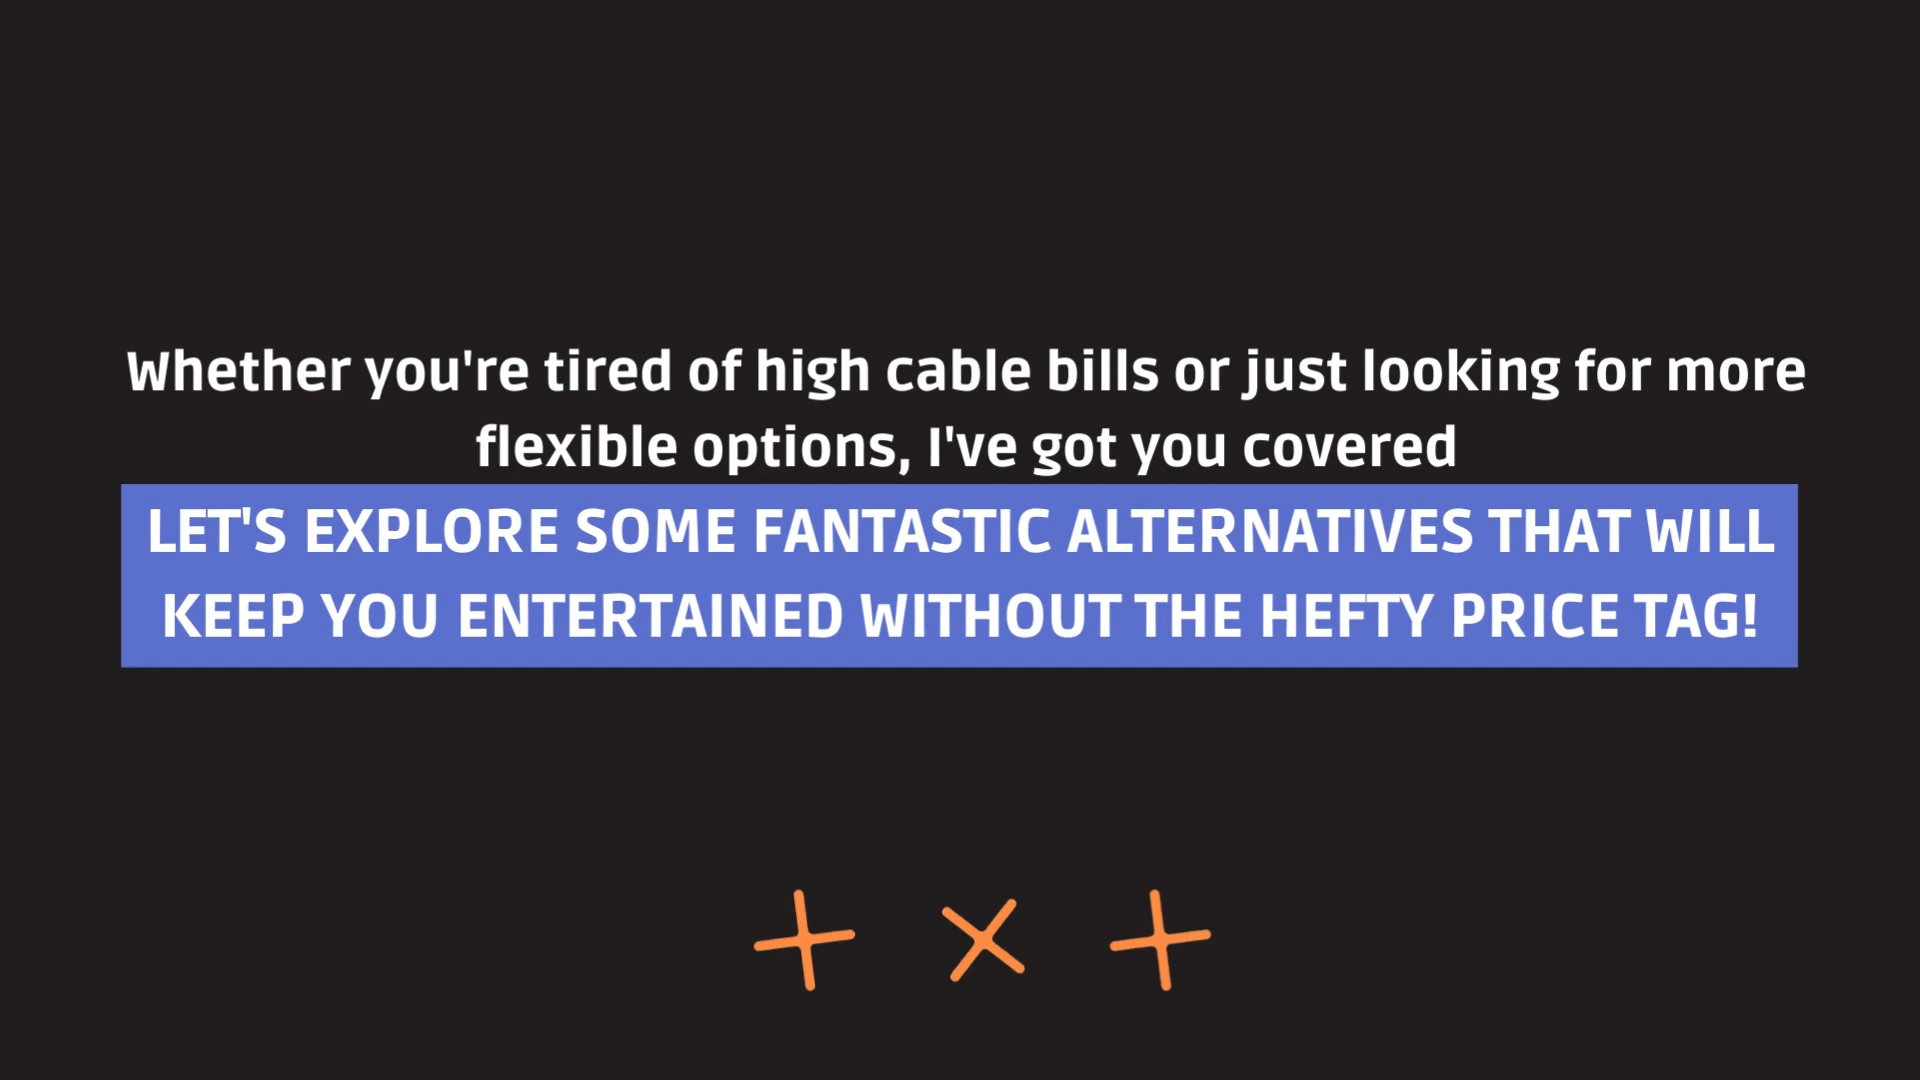 Whether you're tired of high cable bills or just looking for more
flexible options, I've got you covered
LET'S EXPLORE SOME FANTASTIC ALTERNATIVES THAT WILL
KEEP YOU ENTERTAINED WITHOUT THE HEFTY PRICE TAG!